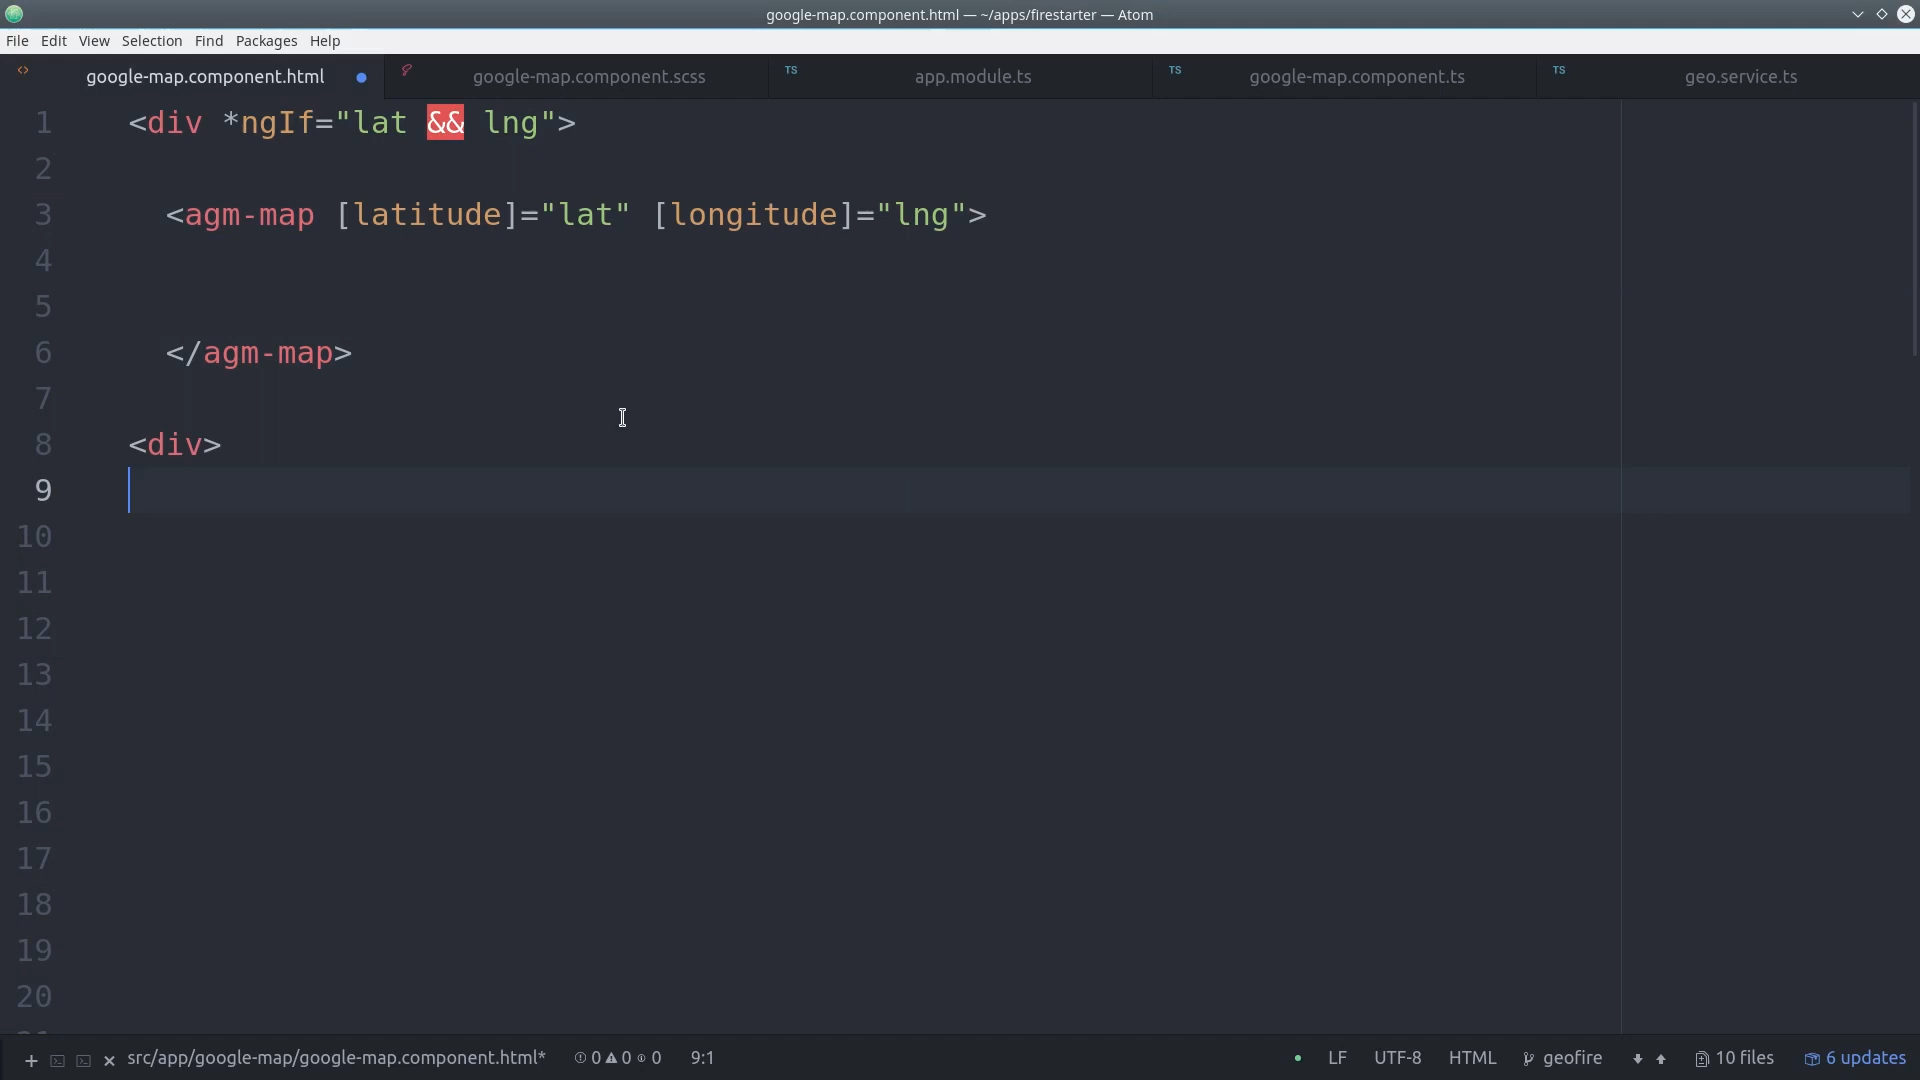 google-map.component.html — ~/apps/firestarter — Atom
File Edit View Selection Find Packages Help
<> google-map.component.html google-map.component.scss TS app.module.ts TS google-map.component.ts TS geo.service.ts
1 <div *ngIf="lat && lng">
2
3 <agm-map [latitude]="lat" [longitude]="lng">
4
5
6 </agm-map>
7
8 <div>
9
10
11
12
13
14
15
16
17
18
19
20
src/app/google-map/google-map.component.html* 0 0 0 9:1 LF UTF-8 HTML geofire 10 files 6 updates